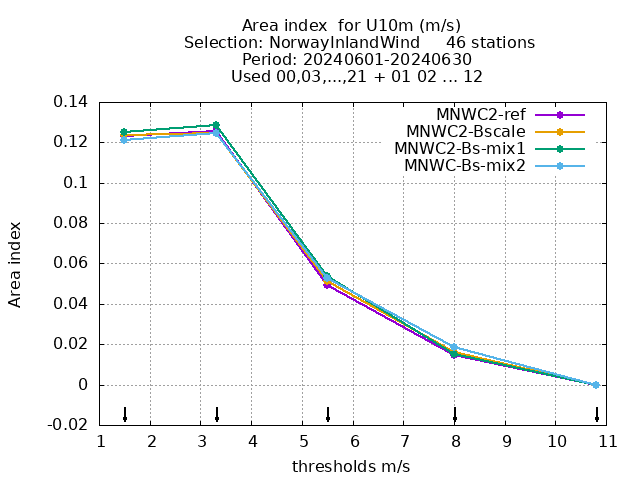 Area index  for U10m (m/s)
Selection: NorwayInlandWind     46 stations
Period: 20240601-20240630
Used 00,03,...,21 + 01 02 ... 12
MNWC2-ref
MNWC2-Bscale
MNWC2-Bs-mix1
MNWC-Bs-mix2
0.14
0.12
0.1
0.08
0.06
0.04
0.02
0
-0.02
Area index
1 2 3 4 5 6 7 8 9 10 11
thresholds m/s